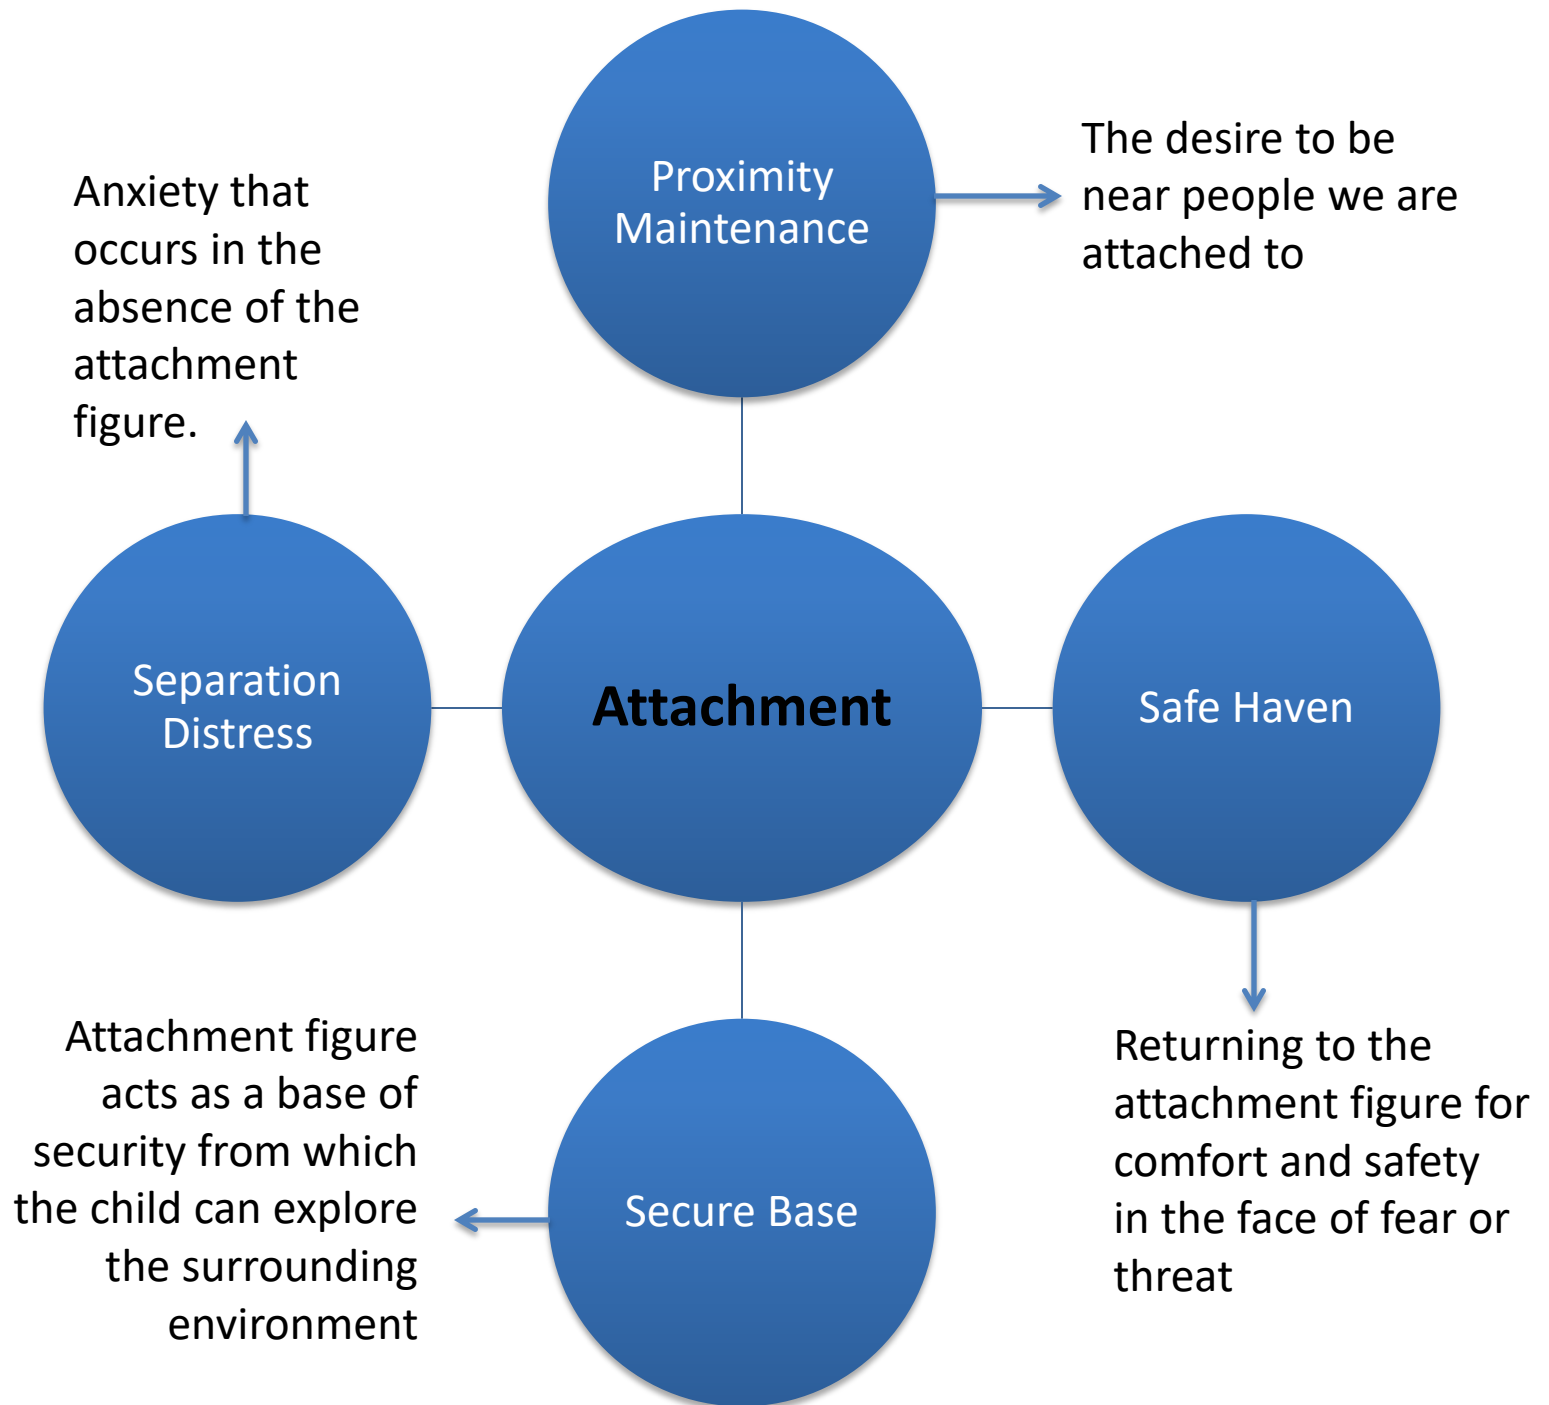 Proximity
Maintenance
The desire to be
near people we are
attached to
Anxiety that
occurs in the
absence of the
attachment
figure.
Separation
Distress
Attachment
Safe Haven
Attachment figure
acts as a base of
security from which
the child can explore
the surrounding
environment
Secure Base
Returning to the
attachment figure for
comfort and safety
in the face of fear or
threat